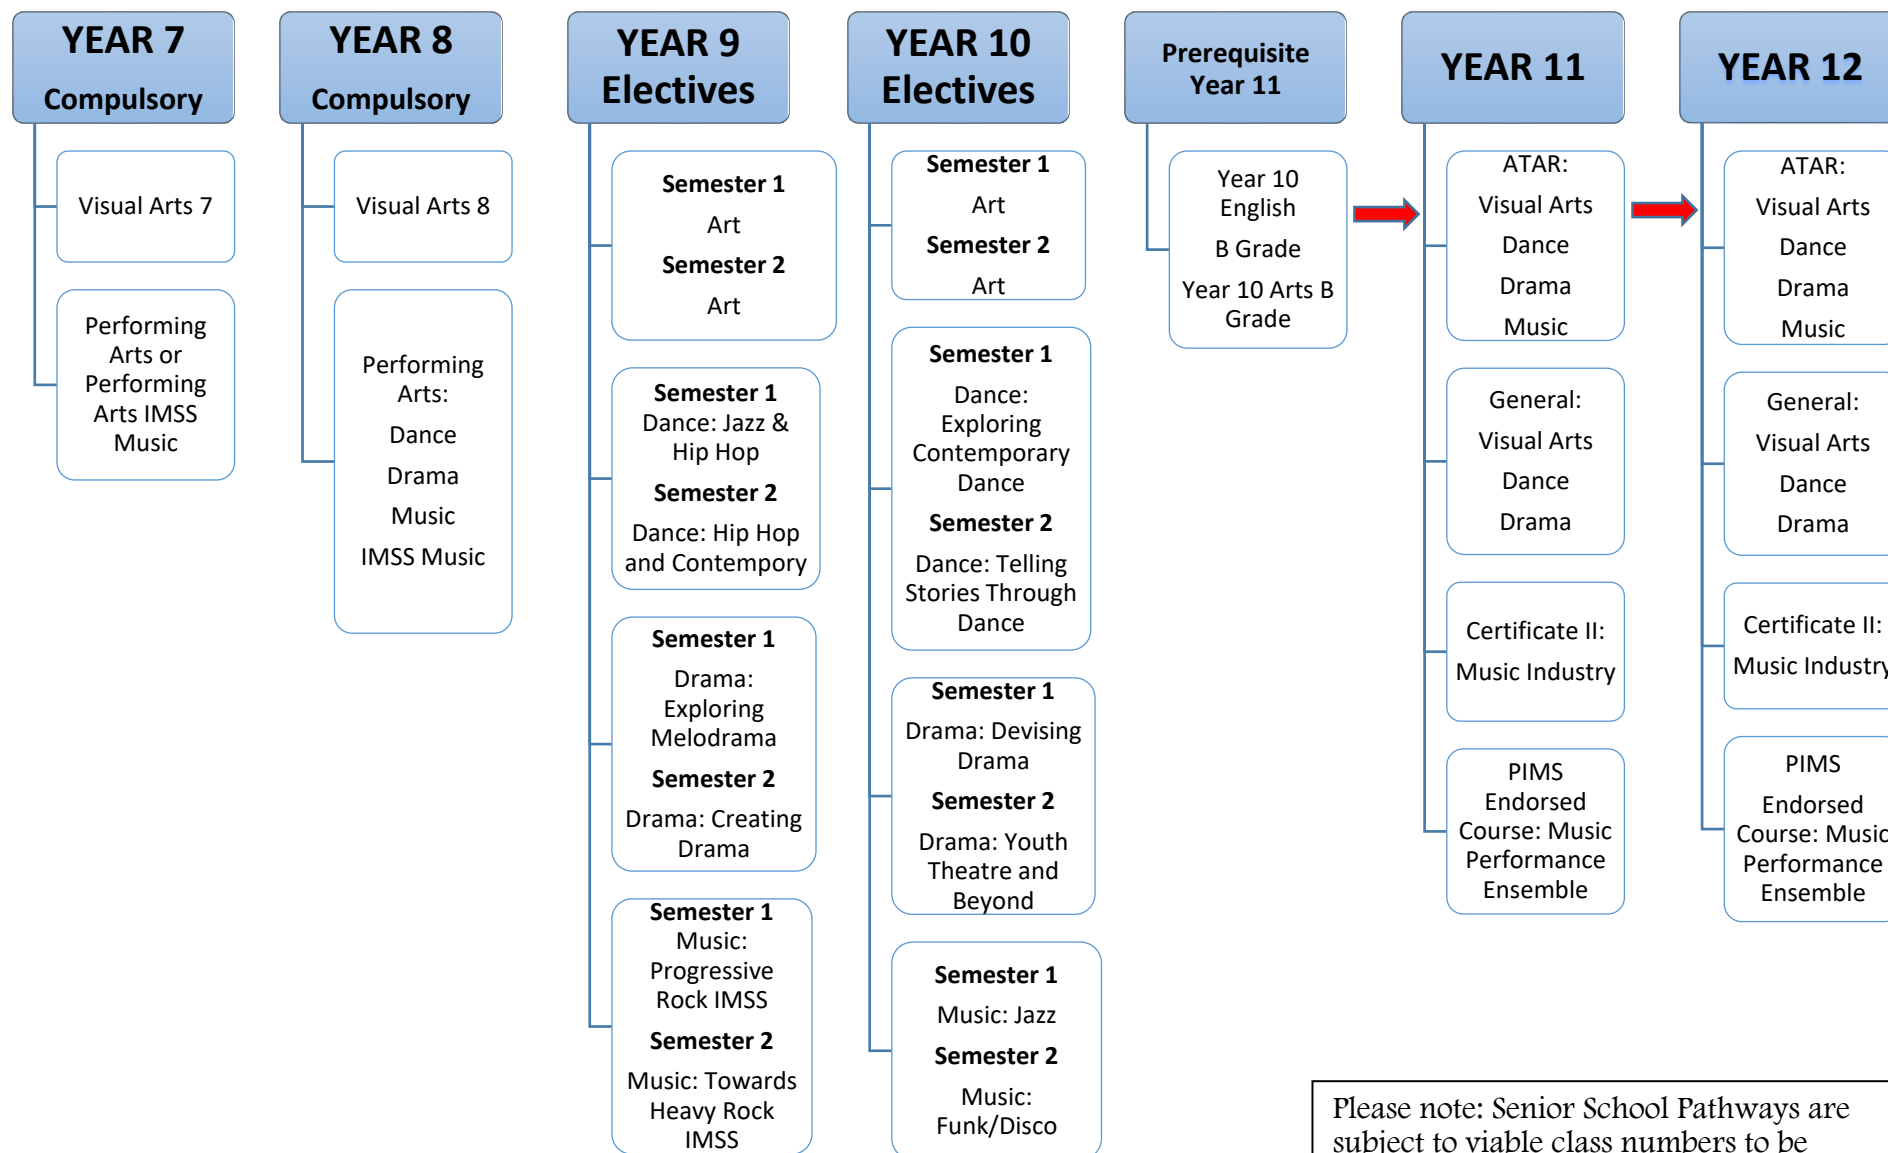 YEAR 7
Compulsory
Visual Arts 7
Performing
Arts or
Performing
Arts IMSS
Music
YEAR 8
Compulsory
Visual Arts 8
Performing
Arts:
Dance
Drama
Music
IMSS Music
YEAR 9
Electives
Semester 1
Art
Semester 2
Art
Semester 1
Dance: Jazz &
Hip Hop
Semester 2
Dance: Hip Hop
and Contempory
Semester 1
Drama:
Exploring
Melodrama
Semester 2
Drama: Creating
Drama
Semester 1
Music:
Progressive
Rock IMSS
Semester 2
Music: Towards
Heavy Rock
IMSS
YEAR 10
Electives
Semester 1
Art
Semester 2
Art
Semester 1
Dance:
Exploring
Contemporary
Dance
Semester 2
Dance: Telling
Stories Through
Dance
Semester 1
Drama: Devising
Drama
Semester 2
Drama: Youth
Theatre and
Beyond
Semester 1
Music: Jazz
Semester 2
Music:
Funk/Disco
Prerequisite
Year 11
Year 10
English
B Grade
Year 10 Arts B
Grade
YEAR 11
ATAR:
Visual Arts
Dance
Drama
Music
General:
Visual Arts
Dance
Drama
Certificate II:
Music Industry
PIMS
Endorsed
Course: Music
Performance
Ensemble
YEAR 12
ATAR:
Visual Arts
Dance
Drama
Music
General:
Visual Arts
Dance
Drama
Certificate II:
Music Industry
PIMS
Endorsed
Course: Music
Performance
Ensemble
Please note: Senior School Pathways are
subject to viable class numbers to be